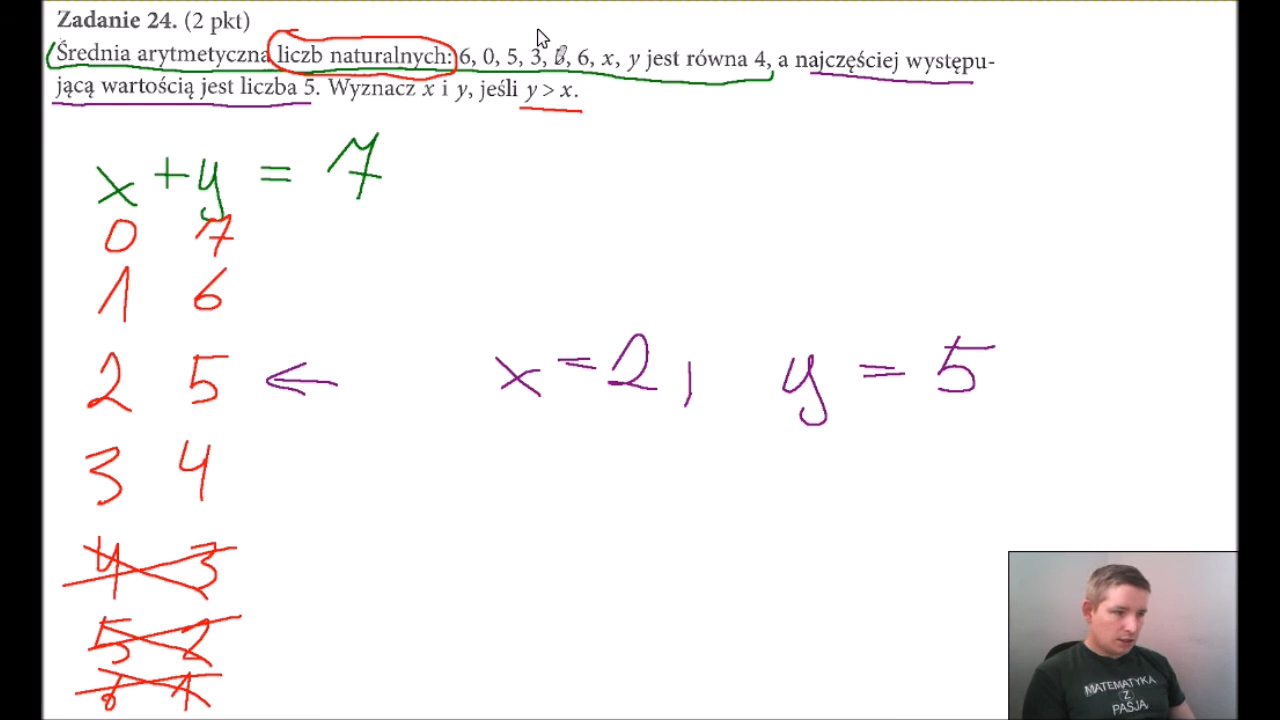 Zadanie 24. (2 pkt)
Średnia arytmetyczna liczb naturalnych: 6, 0, 5, 3, 6, x, y jest równa 4, a najczęściej występu-
jącą wartością jest liczba 5. Wyznacz x i y, jeśli y > x.
x + y = 7
0 7
1 6
2 5 ← x = 2, y = 5
3 4
4 3
5 2
6 1
MATEMATYKA
Z
PASJĄ